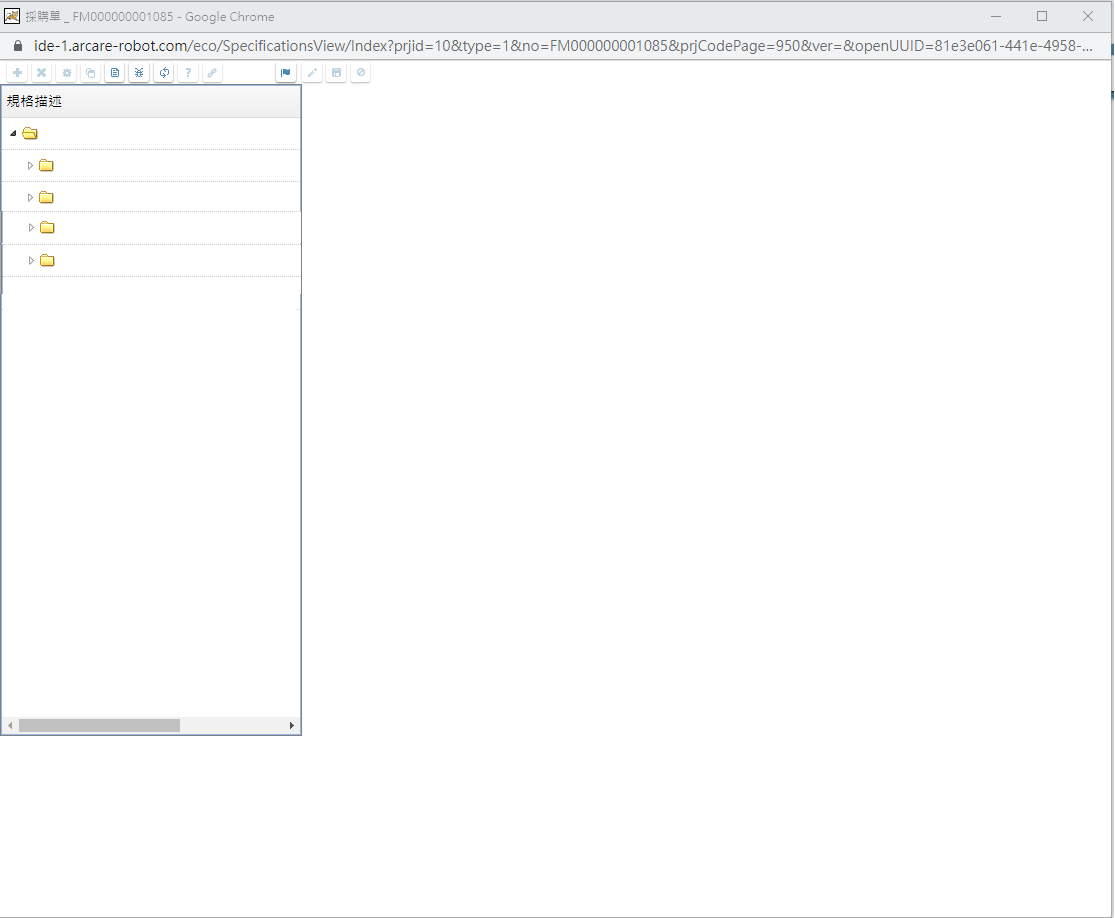 採購單 _ FM000000001085 - Google Chrome
ide-1.arcare-robot.com/eco/SpecificationsView/Index?prjid=10&type=1&no=FM000000001085&prjCodePage=950&ver=&openUUID=81e3e061-441e-4958-...
規格描述